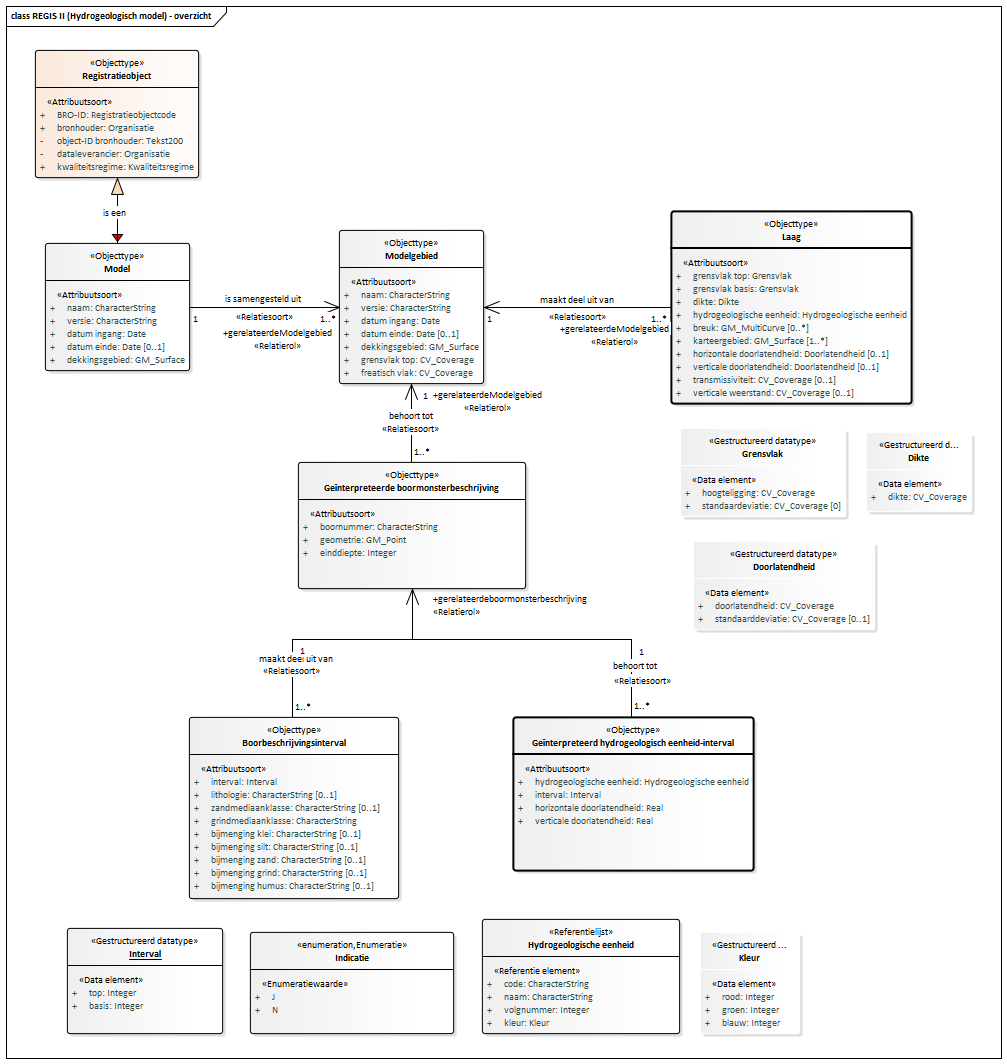 class REGIS II (Hydrogeologisch model) - overzicht
«Objecttype»
Registratieobject
«Attribuutsoort»
+ BRO-ID: Registratieobjectcode
+ bronhouder: Organisatie
- object-ID bronhouder: Tekst200
- dataleverancier: Organisatie
+ kwaliteitsregime: Kwaliteitsregime
is een
«Objecttype»
Model
«Attribuutsoort»
+ naam: CharacterString
+ versie: CharacterString
+ datum ingang: Date
+ datum einde: Date [0..1]
+ dekkingsgebied: GM_Surface
is samengesteld uit
«Relatiesoort»
1
1..*
+gerelateerdeModelgebied
«Relatierol»
«Objecttype»
Modelgebied
«Attribuutsoort»
+ naam: CharacterString
+ versie: CharacterString
+ datum ingang: Date
+ datum einde: Date [0..1]
+ dekkingsgebied: GM_Surface
+ grensvlak top: CV_Coverage
+ freatisch vlak: CV_Coverage
maakt deel uit van
«Relatiesoort»
1
1..*
+gerelateerdeModelgebied
«Relatierol»
«Objecttype»
Laag
«Attribuutsoort»
+ grensvlak top: Grensvlak
+ grensvlak basis: Grensvlak
+ dikte: Dikte
+ hydrogeologische eenheid: Hydrogeologische eenheid
+ breuk: GM_MultiCurve [0..*]
+ karteergebied: GM_Surface [1..*]
+ horizontale doorlatendheid: Doorlatendheid [0..1]
+ verticale doorlatendheid: Doorlatendheid [0..1]
+ transmissiviteit: CV_Coverage [0..1]
+ verticale weerstand: CV_Coverage [0..1]
1 +gerelateerdeModelgebied
«Relatierol»
behoort tot
«Relatiesoort»
1..*
«Objecttype»
Geïnterpreteerde boormonsterbeschrijving
«Attribuutsoort»
+ boornummer: CharacterString
+ geometrie: GM_Point
+ einddiepte: Integer
«Gestructureerd datatype»
Grensvlak
«Data element»
+ hoogteligging: CV_Coverage
+ standaardeviatie: CV_Coverage [0]
«Gestructureerd d...
Dikte
«Data element»
+ dikte: CV_Coverage
«Gestructureerd datatype»
Doorlatendheid
«Data element»
+ doorlatendheid: CV_Coverage
+ standaarddeviatie: CV_Coverage [0..1]
+gerelateerdeboormonsterbeschrijving
«Relatierol»
1
maakt deel uit van
«Relatiesoort»
1..*
1
behoort tot
«Relatiesoort»
1..*
«Objecttype»
Boorbeschrijvingsinterval
«Attribuutsoort»
+ interval: Interval
+ lithologie: CharacterString [0..1]
+ zandmediaanklasse: CharacterString [0..1]
+ grindmediaanklasse: CharacterString
+ bijmenging klei: CharacterString [0..1]
+ bijmenging silt: CharacterString [0..1]
+ bijmenging zand: CharacterString [0..1]
+ bijmenging grind: CharacterString [0..1]
+ bijmenging humus: CharacterString [0..1]
«Objecttype»
Geïnterpreteerd hydrogeologisch eenheid-interval
«Attribuutsoort»
+ hydrogeologische eenheid: Hydrogeologische eenheid
+ interval: Interval
+ horizontale doorlatendheid: Real
+ verticale doorlatendheid: Real
«Gestructureerd datatype»
Interval
«Data element»
+ top: Integer
+ basis: Integer
«enumeration,Enumeratie»
Indicatie
«Enumeratiewaarde»
+ J
+ N
«Referentielijst»
Hydrogeologische eenheid
«Referentie element»
+ code: CharacterString
+ naam: CharacterString
+ volgnummer: Integer
+ kleur: Kleur
«Gestructureerd ...
Kleur
«Data element»
+ rood: Integer
+ groen: Integer
+ blauw: Integer